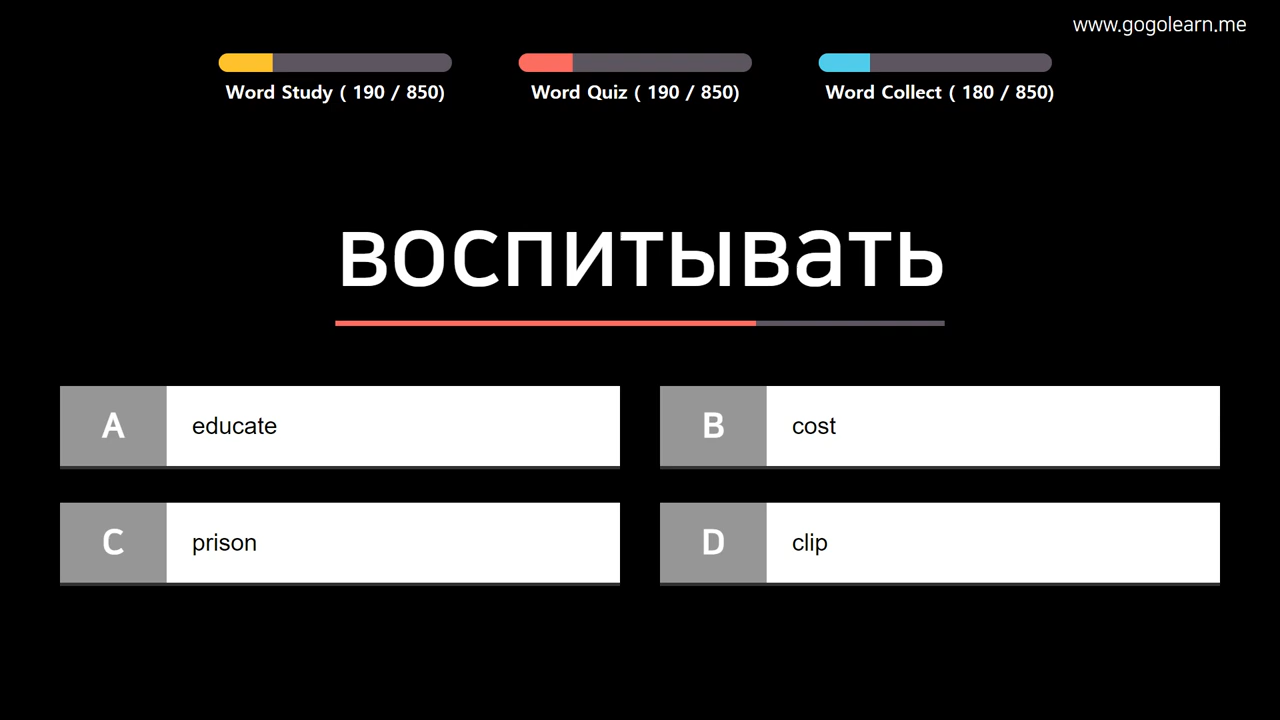 www.gogolearn.me
Word Study ( 190 / 850)
Word Quiz ( 190 / 850)
Word Collect ( 180 / 850)
воспитывать
A educate
B cost
C prison
D clip